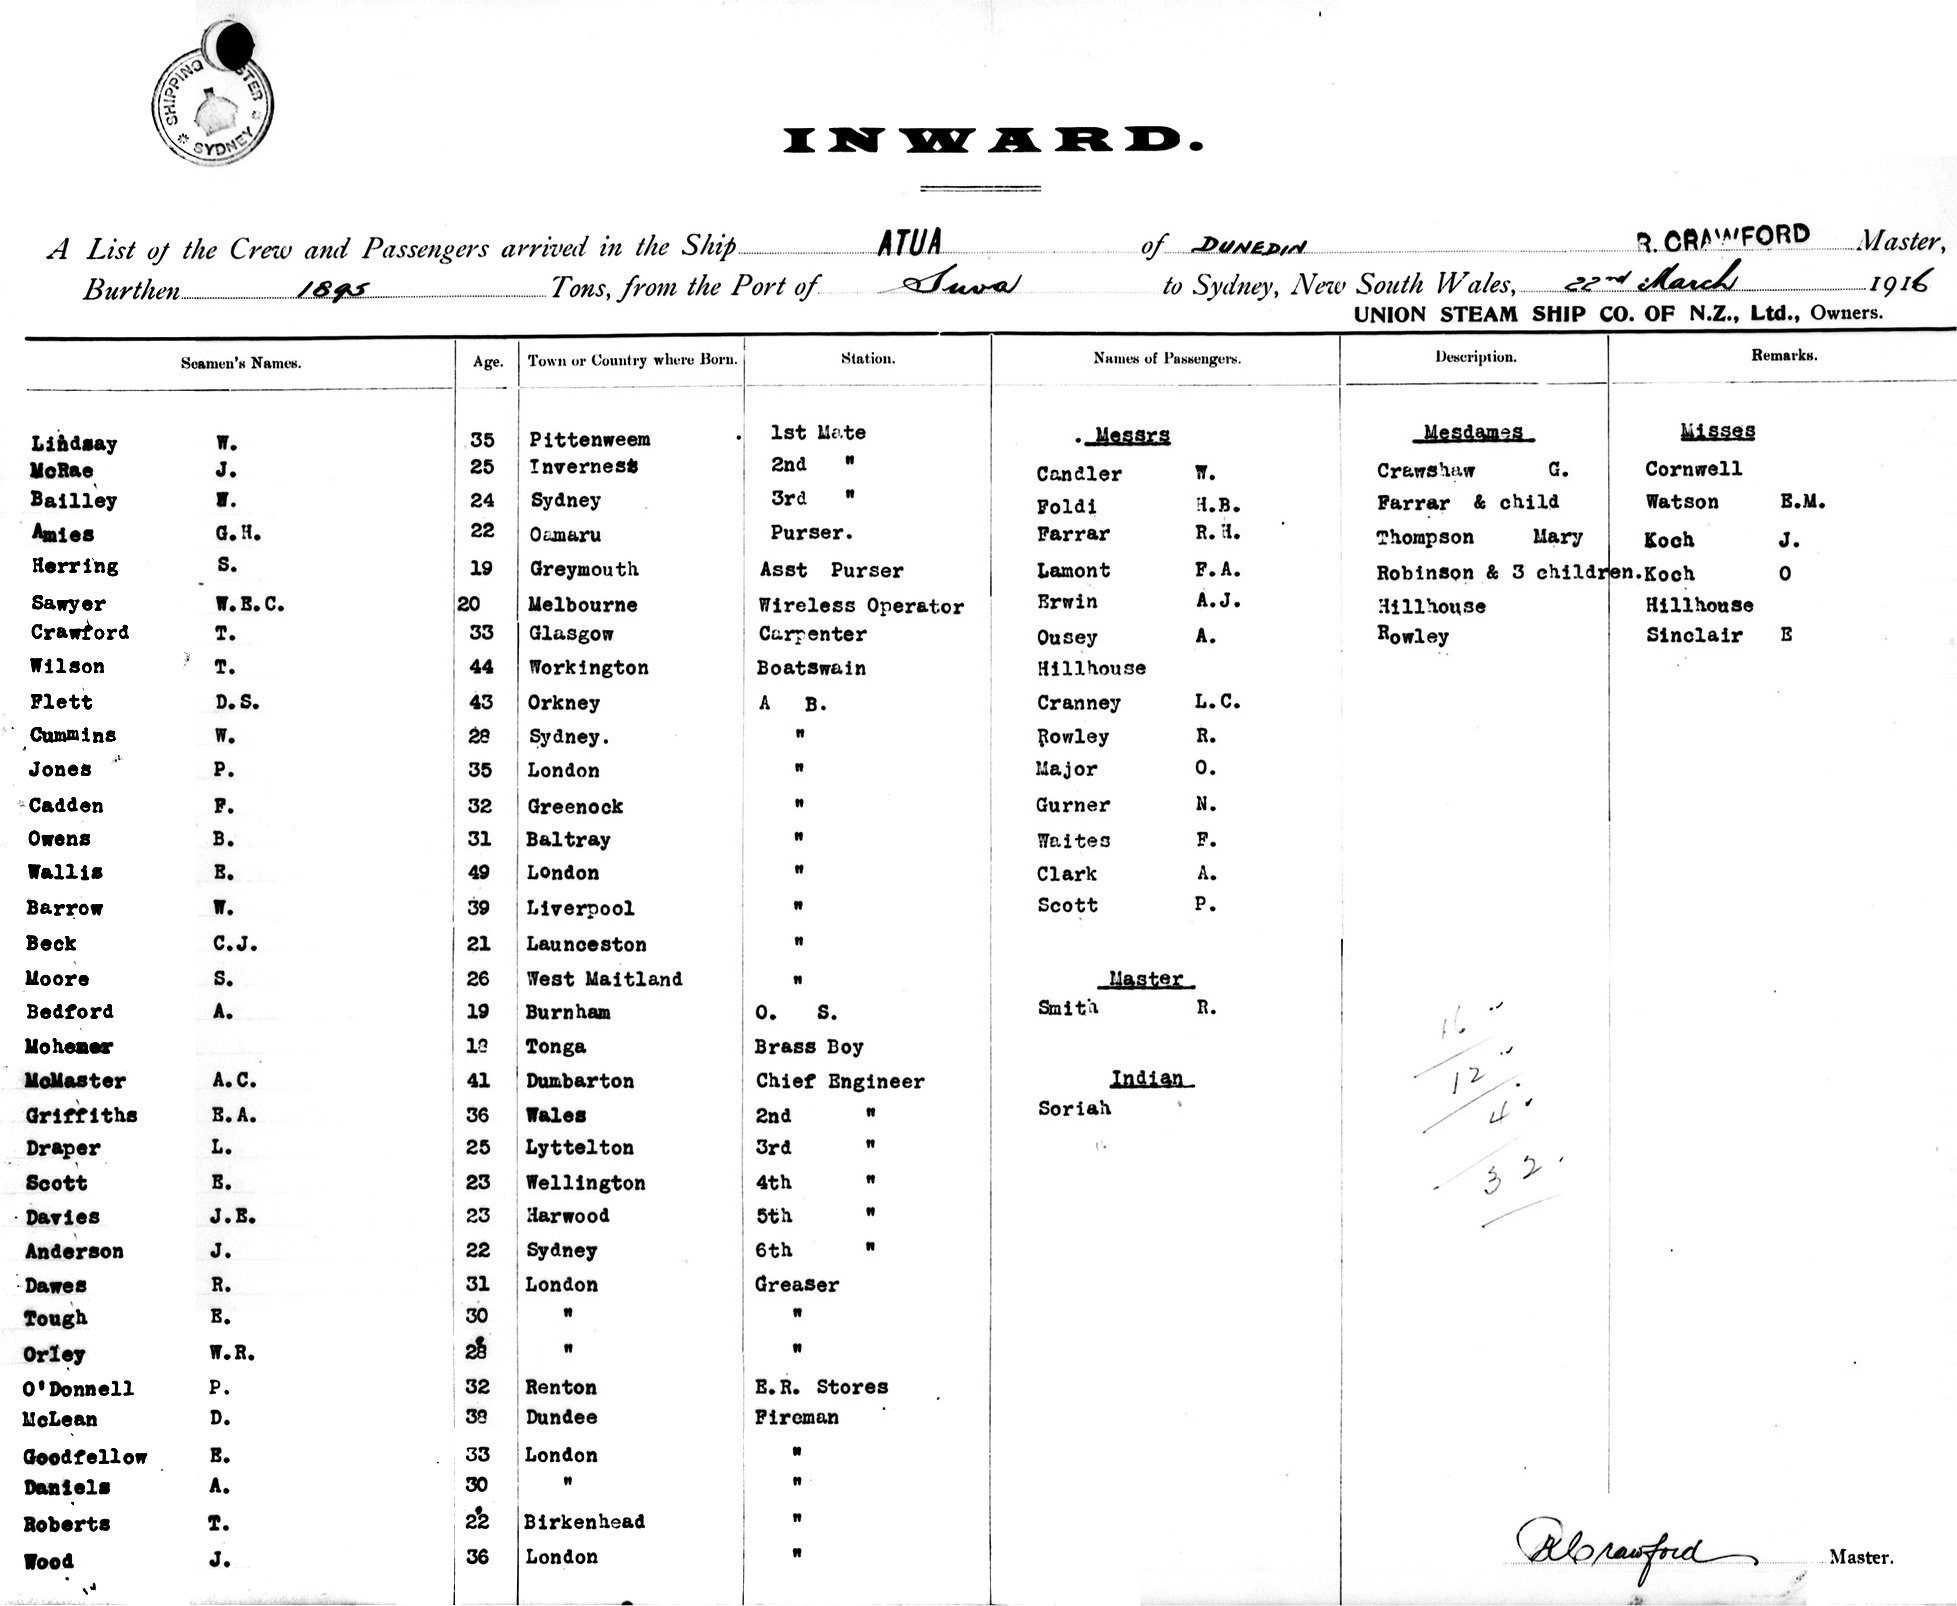 SHIPPING MASTER
* SYDNEY *
INWARD.
A List of the Crew and Passengers arrived in the Ship ATUA of DUNEDIN R. CRAWFORD Master,
Burthen 1895 Tons, from the Port of Suva to Sydney, New South Wales, 22nd March 1916
UNION STEAM SHIP CO. OF N.Z., Ltd., Owners.
Seamen's Names. Age. Town or Country where Born. Station. Names of Passengers. Description. Remarks.
Lindsay W. 35 Pittenweem 1st Mate Messrs Mesdames Misses
McRae J. 25 Inverness 2nd " Candler W. Crawshaw G. Cornwell
Bailley W. 24 Sydney 3rd " Foldi H.B. Farrar & child Watson E.M.
Amies G.H. 22 Oamaru Purser. Farrar R.H. Thompson Mary Koch J.
Herring S. 19 Greymouth Asst Purser Lamont F.A. Robinson & 3 children. Koch O
Sawyer W.E.C. 20 Melbourne Wireless Operator Erwin A.J. Hillhouse Hillhouse
Crawford T. 33 Glasgow Carpenter Ousey A. Rowley Sinclair E
Wilson T. 44 Workington Boatswain Hillhouse
Flett D.S. 43 Orkney A B. Cranney L.C.
Cummins W. 28 Sydney. " Rowley R.
Jones P. 35 London " Major O.
Cadden F. 32 Greenock " Gurner N.
Owens B. 31 Baltray " Waites F.
Wallis E. 49 London " Clark A.
Barrow W. 39 Liverpool " Scott P.
Beck C.J. 21 Launceston "
Moore S. 26 West Maitland " Master
Bedford A. 19 Burnham O. S. Smith R.
Mohener 18 Tonga Brass Boy
McMaster A.C. 41 Dumbarton Chief Engineer Indian
Griffiths E.A. 36 Wales 2nd " Soriah
Draper L. 25 Lyttelton 3rd "
Scott E. 23 Wellington 4th "
Davies J.E. 23 Harwood 5th "
Anderson J. 22 Sydney 6th "
Dawes R. 31 London Greaser
Tough E. 30 " "
Orley W.R. 28 " "
O'Donnell P. 32 Renton E.R. Stores
McLean D. 38 Dundee Fireman
Goodfellow E. 33 London "
Daniels A. 30 " "
Roberts T. 22 Birkenhead "
Wood J. 36 London "
16
12
4
32
R Crawford Master.